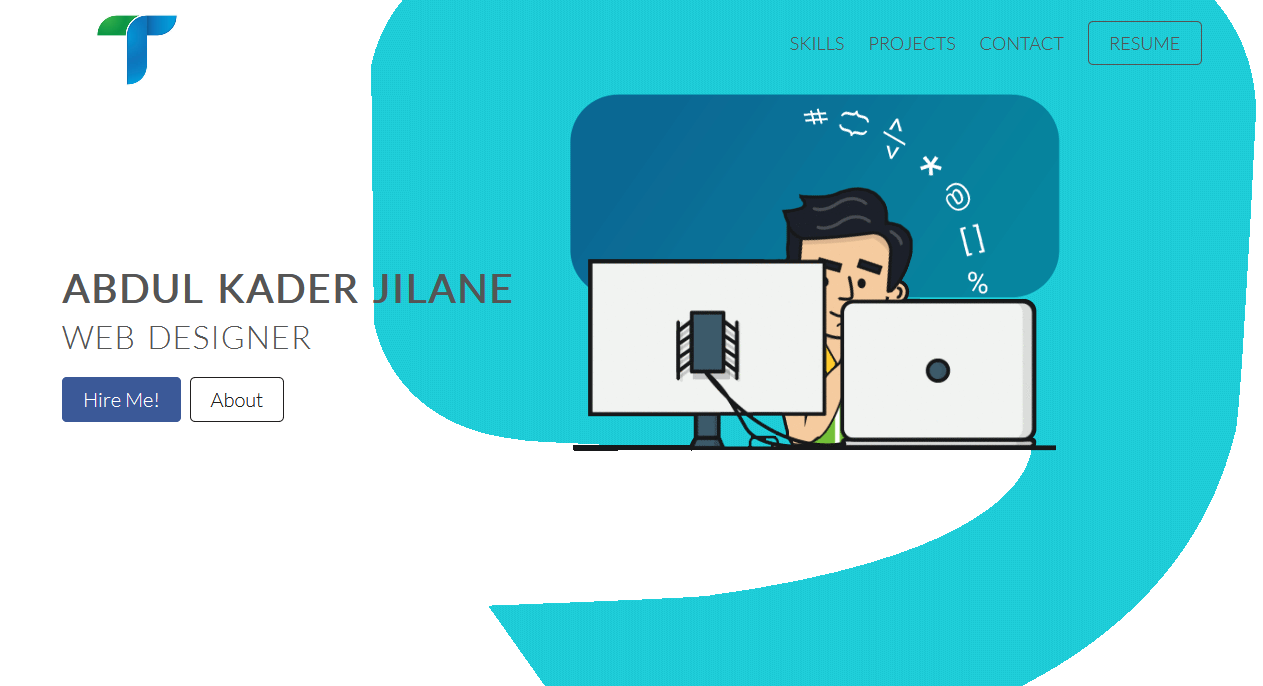 SKILLS PROJECTS CONTACT RESUME
# {} </> * @ [] %
ABDUL KADER JILANE
WEB DESIGNER
Hire Me! About